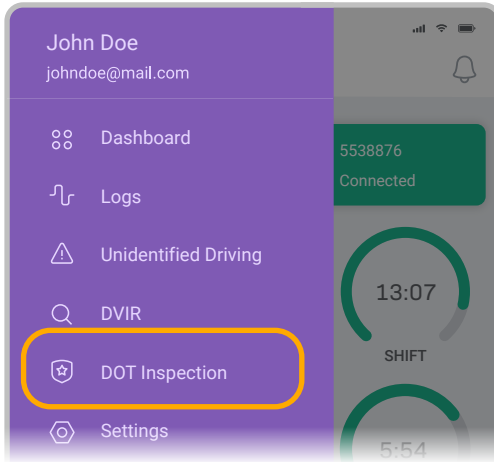 John Doe
johndoe@mail.com
Dashboard
Logs
Unidentified Driving
DVIR
DOT Inspection
Settings
5538876
Connected
13:07
SHIFT
5:54